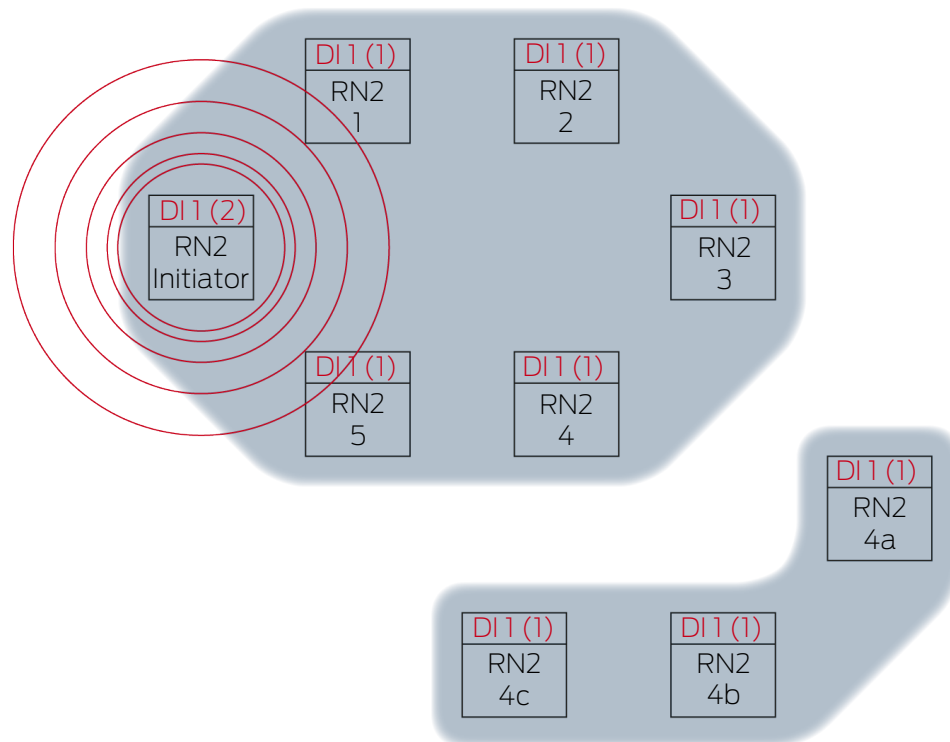 DI 1 (1)
RN2
1
DI 1 (1)
RN2
2
DI 1 (2)
RN2
Initiator
DI 1 (1)
RN2
3
DI 1 (1)
RN2
5
DI 1 (1)
RN2
4
DI 1 (1)
RN2
4a
DI 1 (1)
RN2
4c
DI 1 (1)
RN2
4b